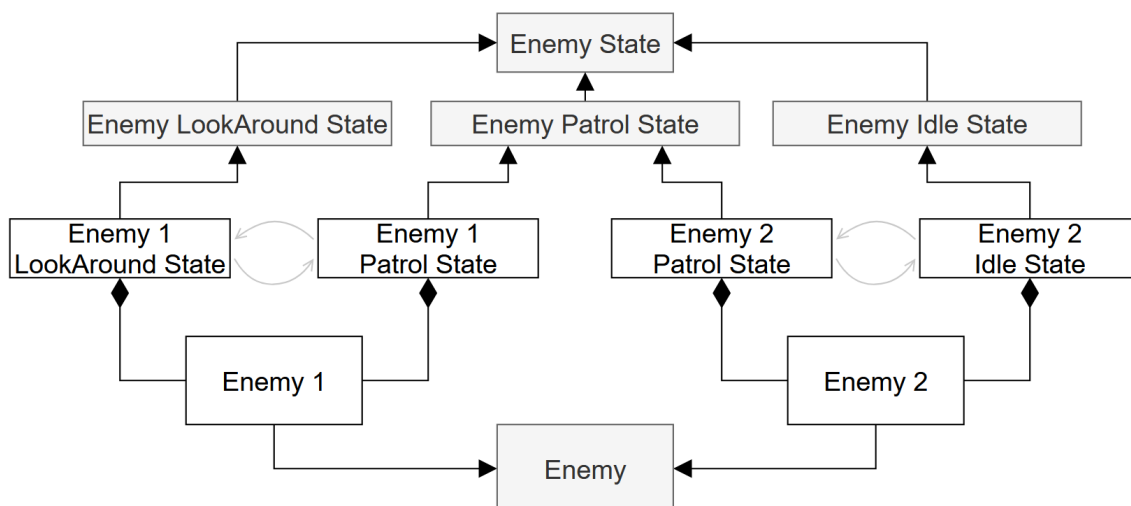 Enemy State
Enemy LookAround State
Enemy Patrol State
Enemy Idle State
Enemy 1
LookAround State
Enemy 1
Patrol State
Enemy 2
Patrol State
Enemy 2
Idle State
Enemy 1
Enemy 2
Enemy